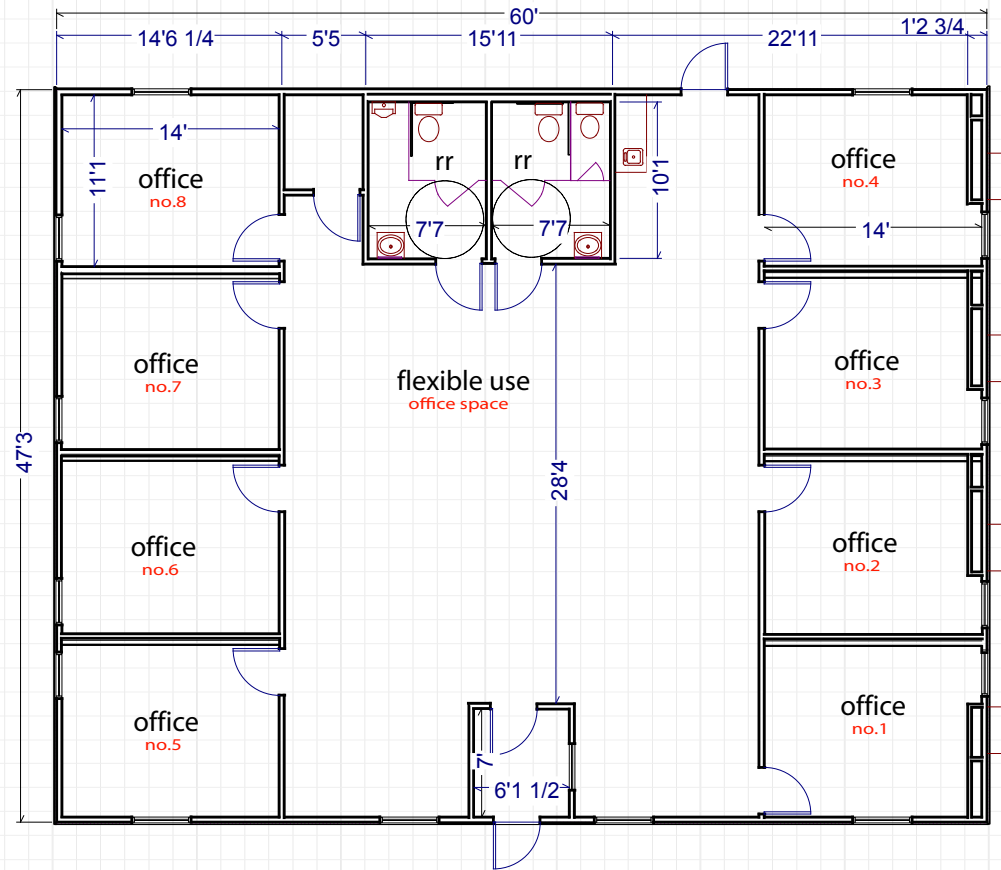 60'
14'6 1/4
5'5
15'11
22'11
1'2 3/4
14'
11'1
office
no.8
rr
rr
7'7
7'7
10'1
office
no.4
14'
office
no.7
flexible use
office space
office
no.3
47'3
28'4
office
no.6
office
no.2
office
no.5
7'
6'1 1/2
office
no.1